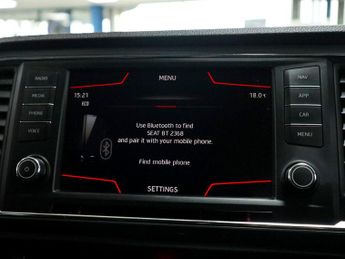 RADIO
MEDIA
PHONE
VOICE
15:21
MENU
18.0
Use Bluetooth to find
SEAT BT 2368
and pair it with your mobile phone.
Find mobile phone
SETTINGS
NAV
APP
CAR
MENU